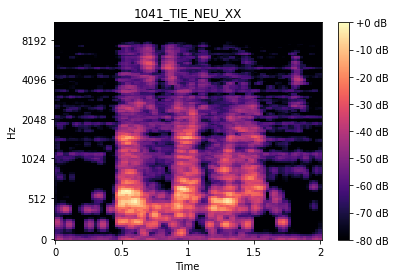 1041_TIE_NEU_XX
+0 dB
8192
-10 dB
4096
-20 dB
-30 dB
2048
-40 dB
Hz
1024
-50 dB
512
-60 dB
-70 dB
0
-80 dB
0 0.5 1 1.5 2
Time